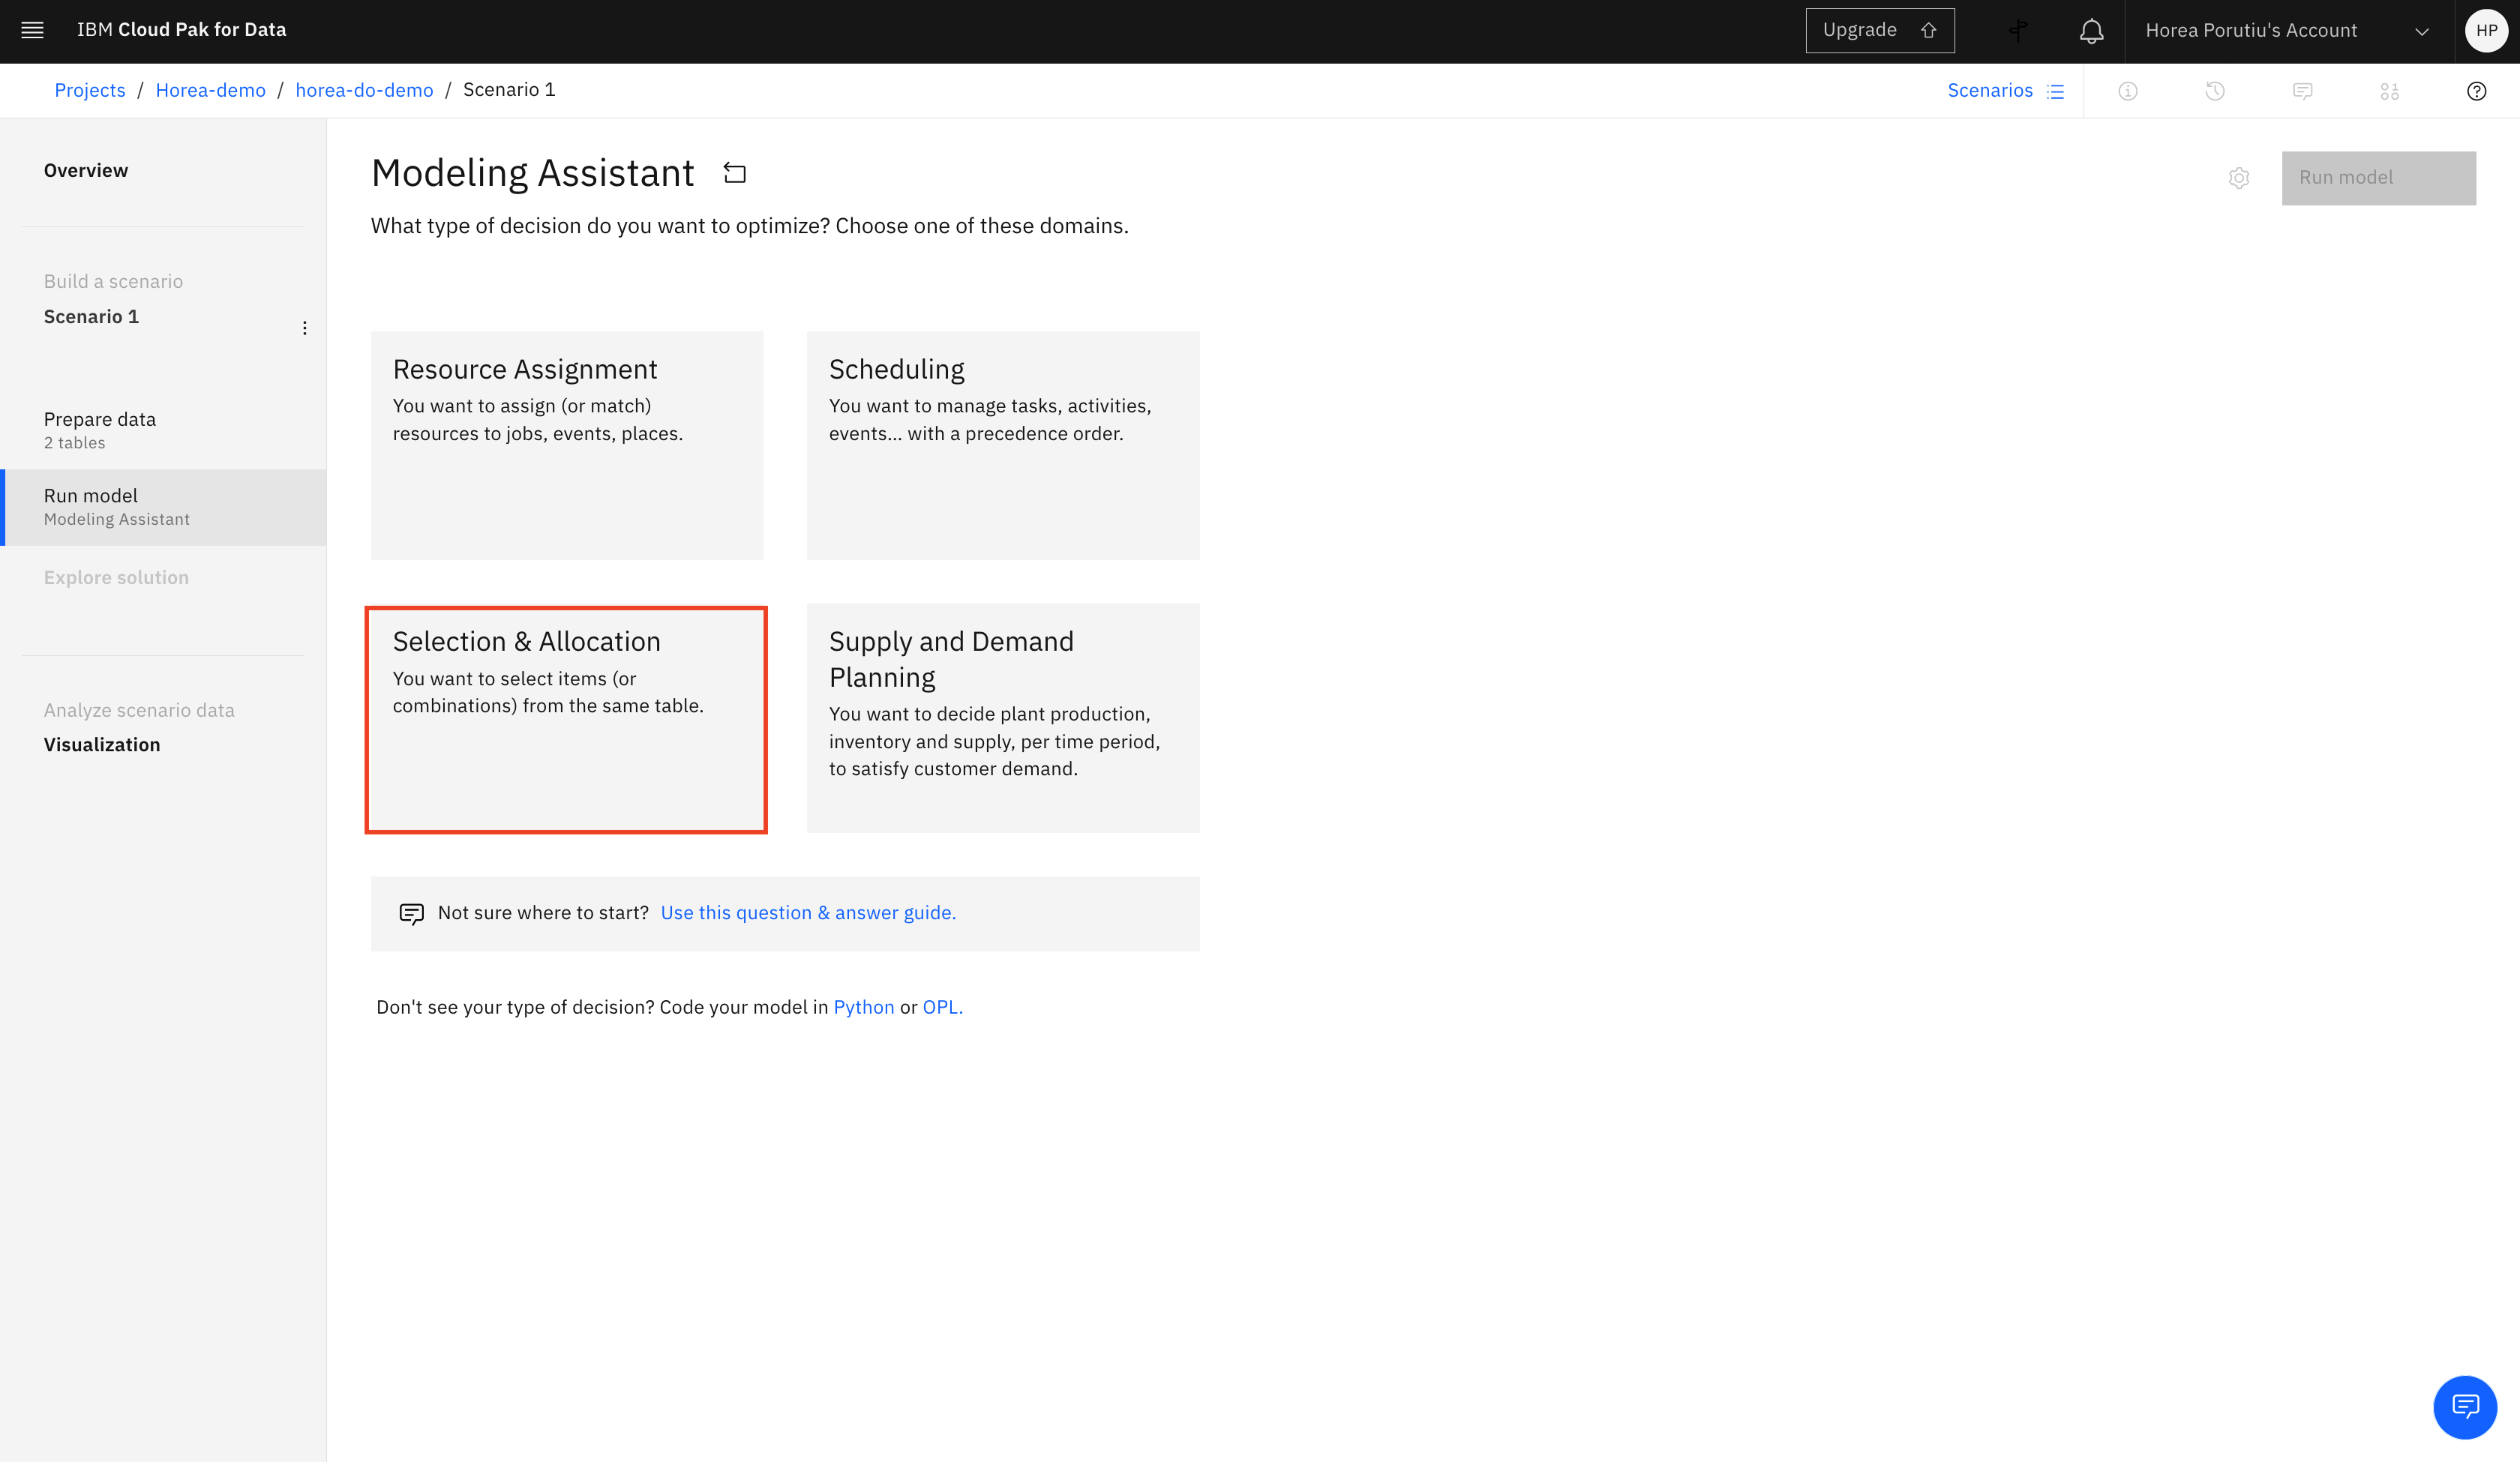 IBM Cloud Pak for Data
Upgrade
Horea Porutiu's Account
HP
Projects / Horea-demo / horea-do-demo / Scenario 1
Scenarios
Overview
Build a scenario
Scenario 1
Prepare data
2 tables
Run model
Modeling Assistant
Explore solution
Analyze scenario data
Visualization
Modeling Assistant
Run model
What type of decision do you want to optimize? Choose one of these domains.
Resource Assignment
You want to assign (or match)
resources to jobs, events, places.
Scheduling
You want to manage tasks, activities,
events... with a precedence order.
Selection & Allocation
You want to select items (or
combinations) from the same table.
Supply and Demand
Planning
You want to decide plant production,
inventory and supply, per time period,
to satisfy customer demand.
Not sure where to start? Use this question & answer guide.
Don't see your type of decision? Code your model in Python or OPL.